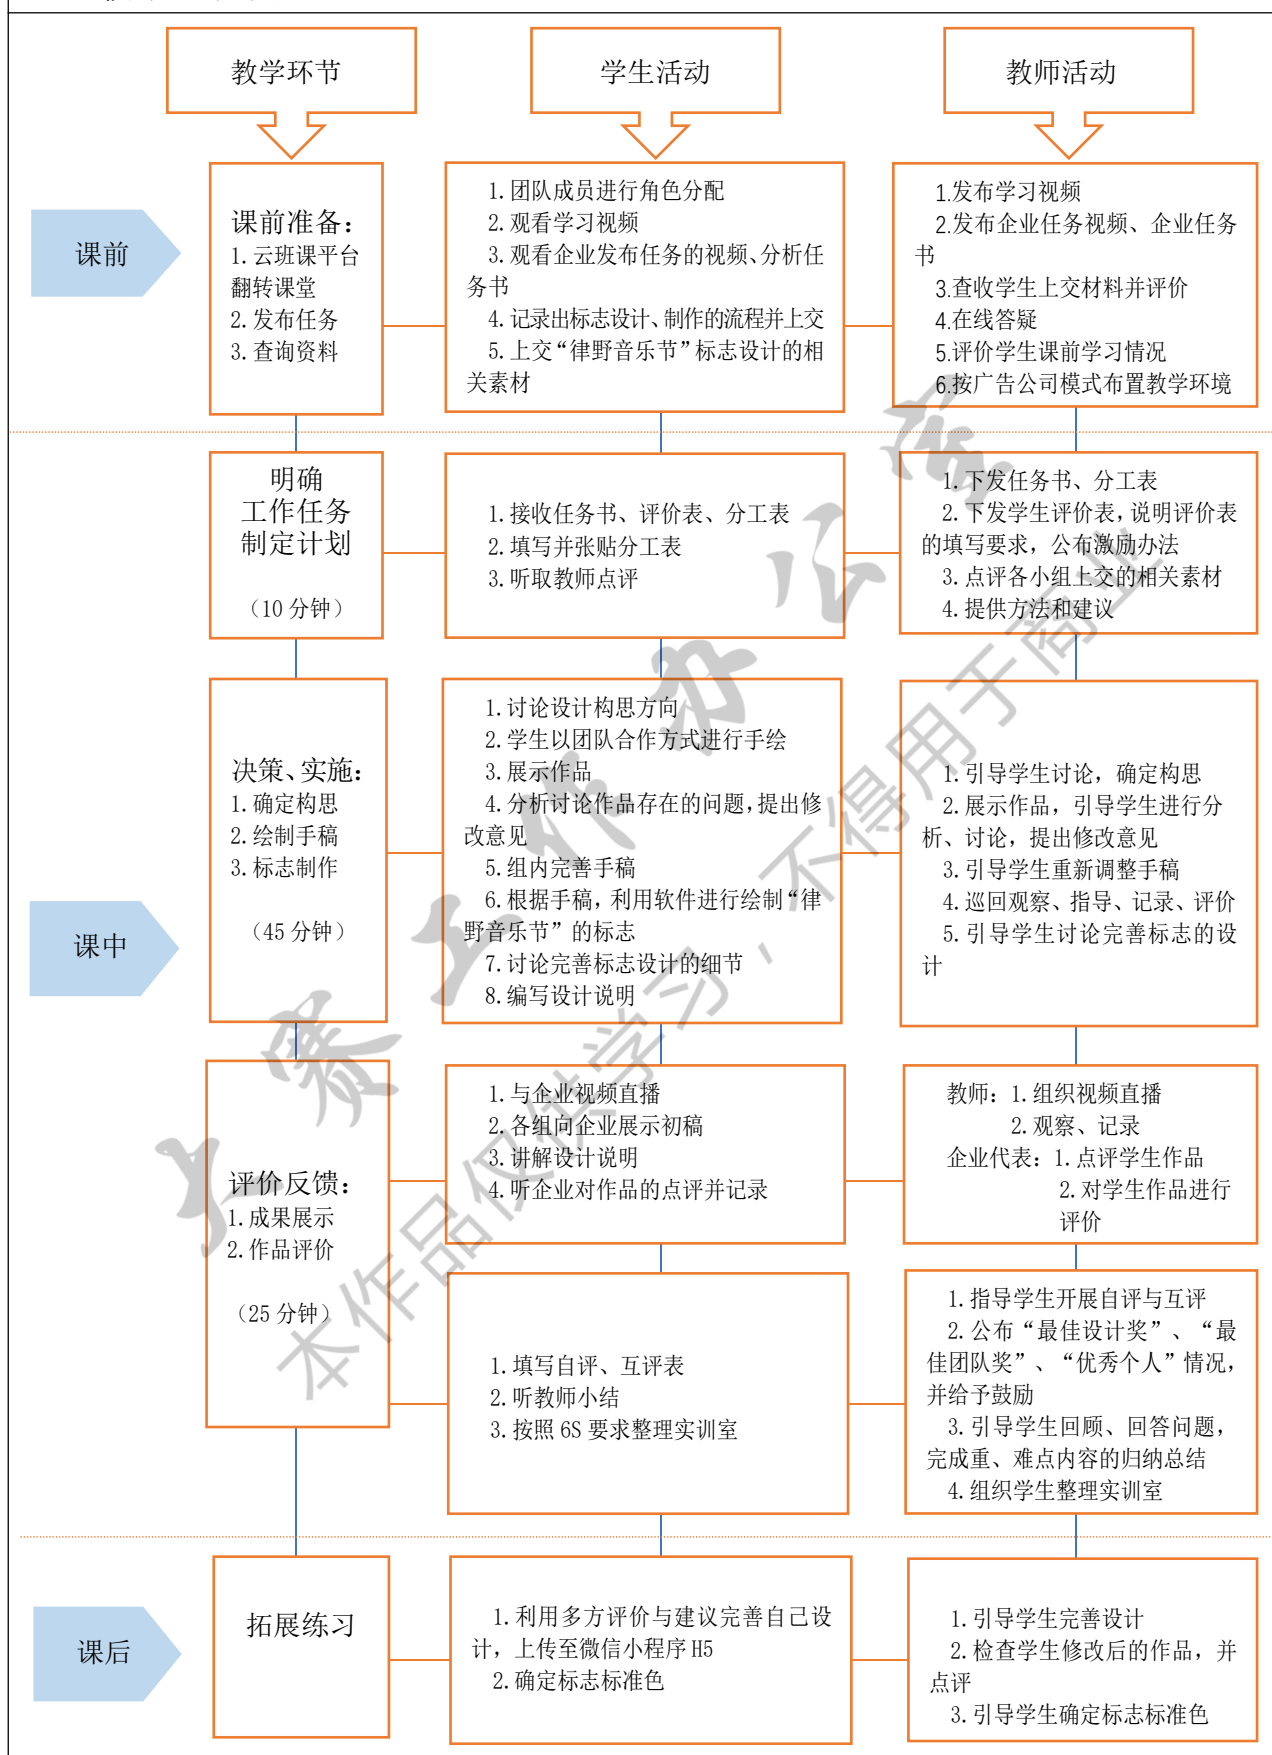 教学环节
学生活动
教师活动
课前
课前准备：
1.云班课平台
翻转课堂
2.发布任务
3.查询资料
1.团队成员进行角色分配
2.观看学习视频
3.观看企业发布任务的视频、分析任
务书
4.记录出标志设计、制作的流程并上交
5.上交“律野音乐节”标志设计的相
关素材
1.发布学习视频
2.发布企业任务视频、企业任务
书
3.查收学生上交材料并评价
4.在线答疑
5.评价学生课前学习情况
6.按广告公司模式布置教学环境
课中
明确
工作任务
制定计划
（10分钟）
1.接收任务书、评价表、分工表
2.填写并张贴分工表
3.听取教师点评
1.下发任务书、分工表
2.下发学生评价表，说明评价表
的填写要求，公布激励办法
3.点评各小组上交的相关素材
4.提供方法和建议
决策、实施：
1.确定构思
2.绘制手稿
3.标志制作
（45分钟）
1.讨论设计构思方向
2.学生以团队合作方式进行手绘
3.展示作品
4.分析讨论作品存在的问题，提出修
改意见
5.组内完善手稿
6.根据手稿，利用软件进行绘制“律
野音乐节”的标志
7.讨论完善标志设计的细节
8.编写设计说明
1.引导学生讨论，确定构思
2.展示作品，引导学生进行分
析、讨论，提出修改意见
3.引导学生重新调整手稿
4.巡回观察、指导、记录、评价
5.引导学生讨论完善标志的设
计
评价反馈：
1.成果展示
2.作品评价
（25分钟）
1.与企业视频直播
2.各组向企业展示初稿
3.讲解设计说明
4.听企业对作品的点评并记录
教师：1.组织视频直播
2.观察、记录
企业代表：1.点评学生作品
2.对学生作品进行
评价
1.填写自评、互评表
2.听教师小结
3.按照6S要求整理实训室
1.指导学生开展自评与互评
2.公布“最佳设计奖”、“最
佳团队奖”、“优秀个人”情况，
并给予鼓励
3.引导学生回顾、回答问题，
完成重、难点内容的归纳总结
4.组织学生整理实训室
课后
拓展练习
1.利用多方评价与建议完善自己设
计，上传至微信小程序H5
2.确定标志标准色
1.引导学生完善设计
2.检查学生修改后的作品，并
点评
3.引导学生确定标志标准色
大赛工作办公室
本作品仅供学习，不得用于商业